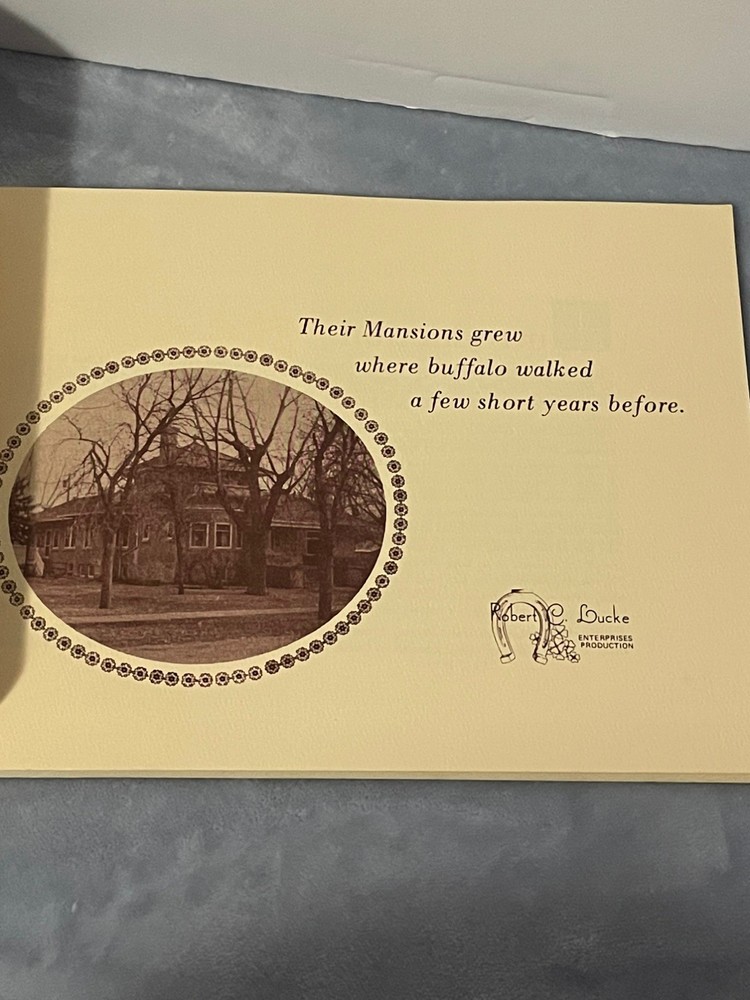 Their Mansions grew
where buffalo walked
a few short years before.
Robert C. Lucke
ENTERPRISES
PRODUCTION